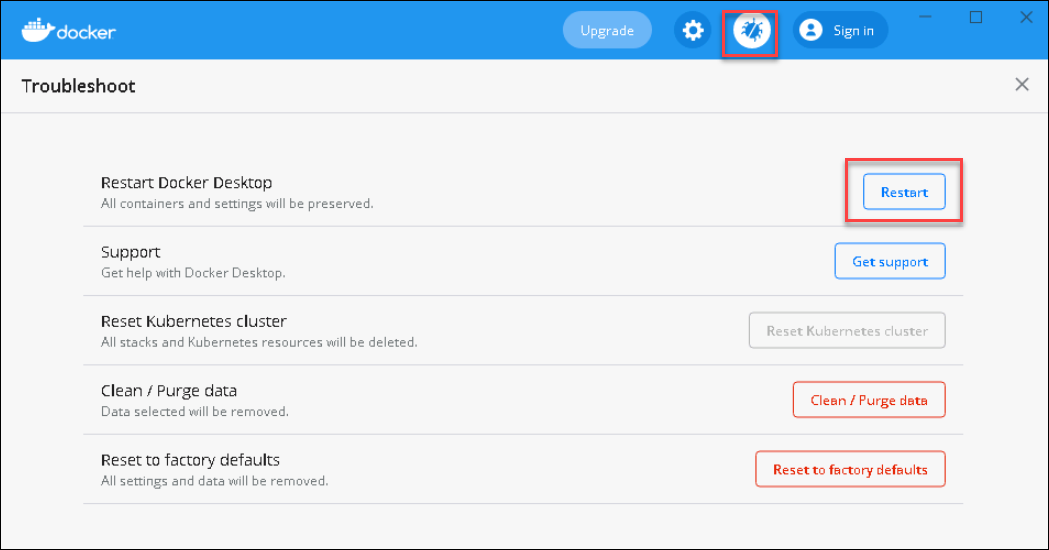 docker
Upgrade
Sign in
Troubleshoot
Restart Docker Desktop
All containers and settings will be preserved.
Restart
Support
Get help with Docker Desktop.
Get support
Reset Kubernetes cluster
All stacks and Kubernetes resources will be deleted.
Reset Kubernetes cluster
Clean / Purge data
Data selected will be removed.
Clean / Purge data
Reset to factory defaults
All settings and data will be removed.
Reset to factory defaults